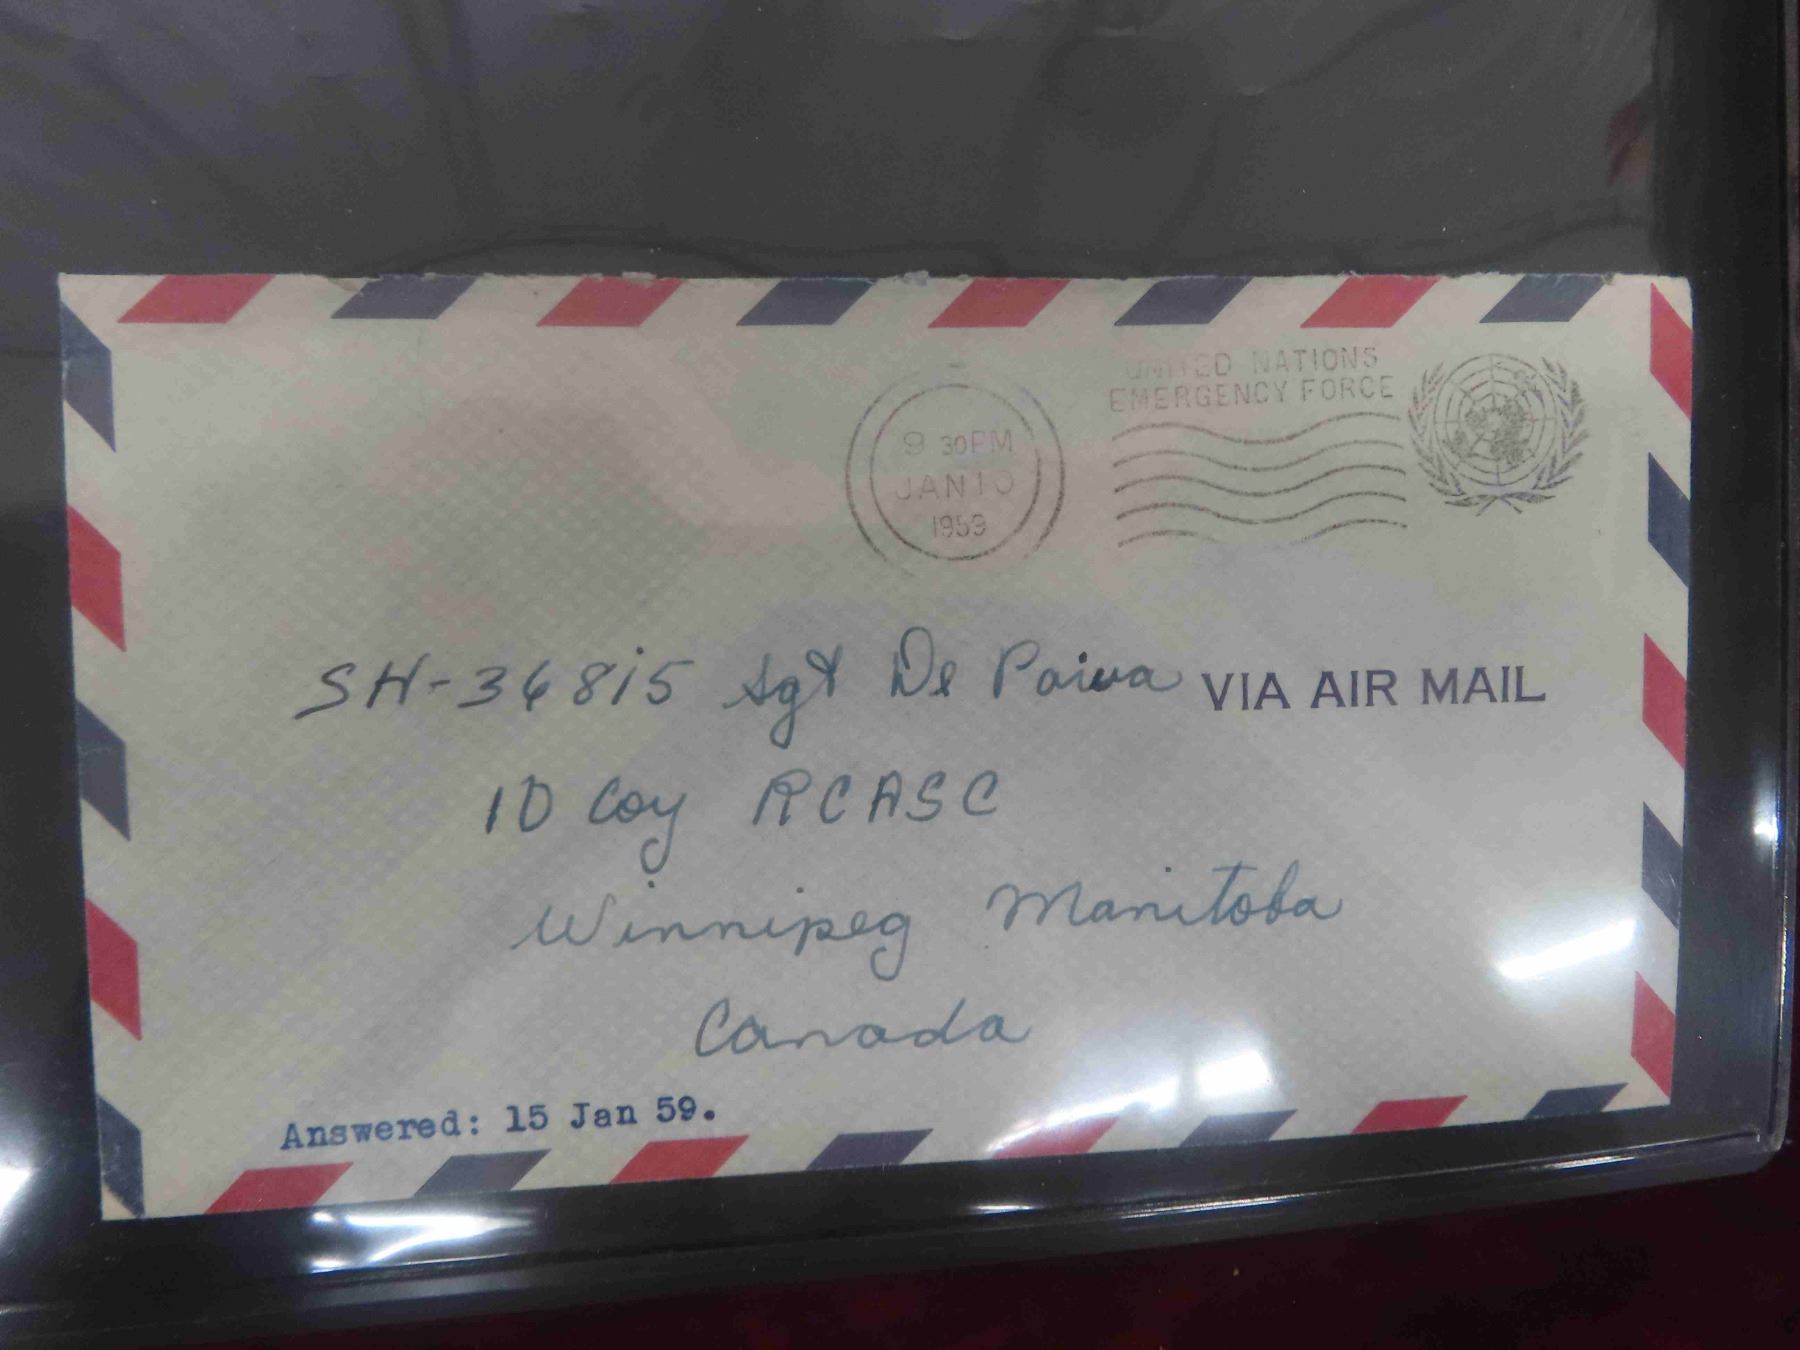 UNITED NATIONS
EMERGENCY FORCE
9 30PM
JAN 10
1959
SH-36815 Sgt De Paiva
VIA AIR MAIL
10 Coy RCASC
Winnipeg Manitoba
Canada
Answered: 15 Jan 59.